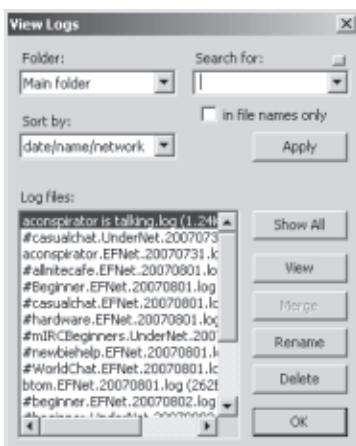 View Logs
Folder: Search for:
Main folder
in file names only
Sort by:
date/name/network Apply
Log files:
aconspirator is talking.log (1.24K
#casualchat.UnderNet.2007073
aconspirator.EFNet.20070731.lc
#allnitecafe.EFNet.20070801.lo
#Beginner.EFNet.20070801.log
#casualchat.EFNet.20070801.lo
#hardware.EFNet.20070801.log
#mIRCBeginners.UnderNet.200
#newbiehelp.EFNet.20070801.l
#WorldChat.EFNet.20070801.l
btom.EFNet.20070801.log (262b
#beginner.EFNet.20070802.log
Show All
View
Merge
Rename
Delete
OK